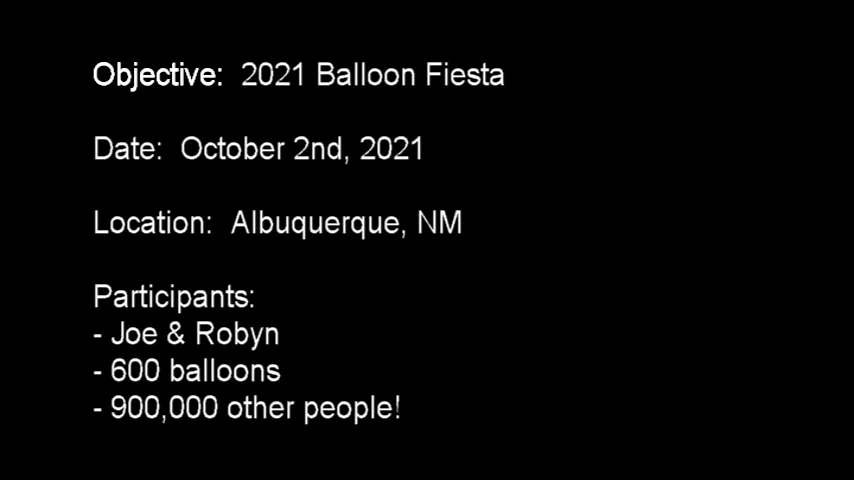 Objective:  2021 Balloon Fiesta
Date:  October 2nd, 2021
Location:  Albuquerque, NM
Participants:
- Joe & Robyn
- 600 balloons
- 900,000 other people!